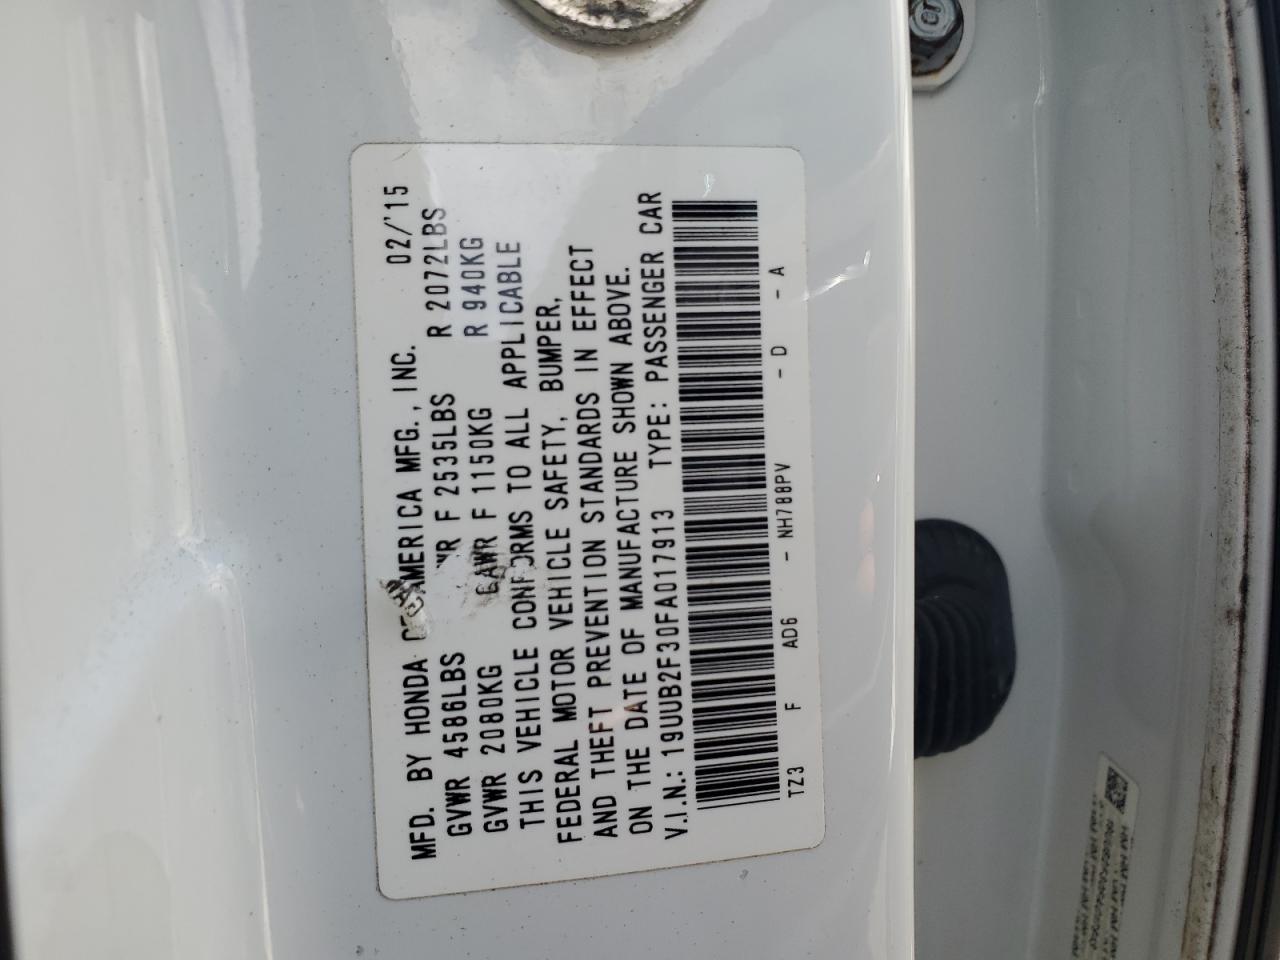 MFD. BY HONDA OF AMERICA MFG., INC. 02/'15
GVWR 4586LBS GAWR F 2535LBS R 2072LBS
GVWR 2080KG GAWR F 1150KG R 940KG
THIS VEHICLE CONFORMS TO ALL APPLICABLE
FEDERAL MOTOR VEHICLE SAFETY, BUMPER,
AND THEFT PREVENTION STANDARDS IN EFFECT
ON THE DATE OF MANUFACTURE SHOWN ABOVE.
V.I.N.: 19UUB2F30FA017913 TYPE: PASSENGER CAR
TZ3 F AD6 - NH788PV - D - A